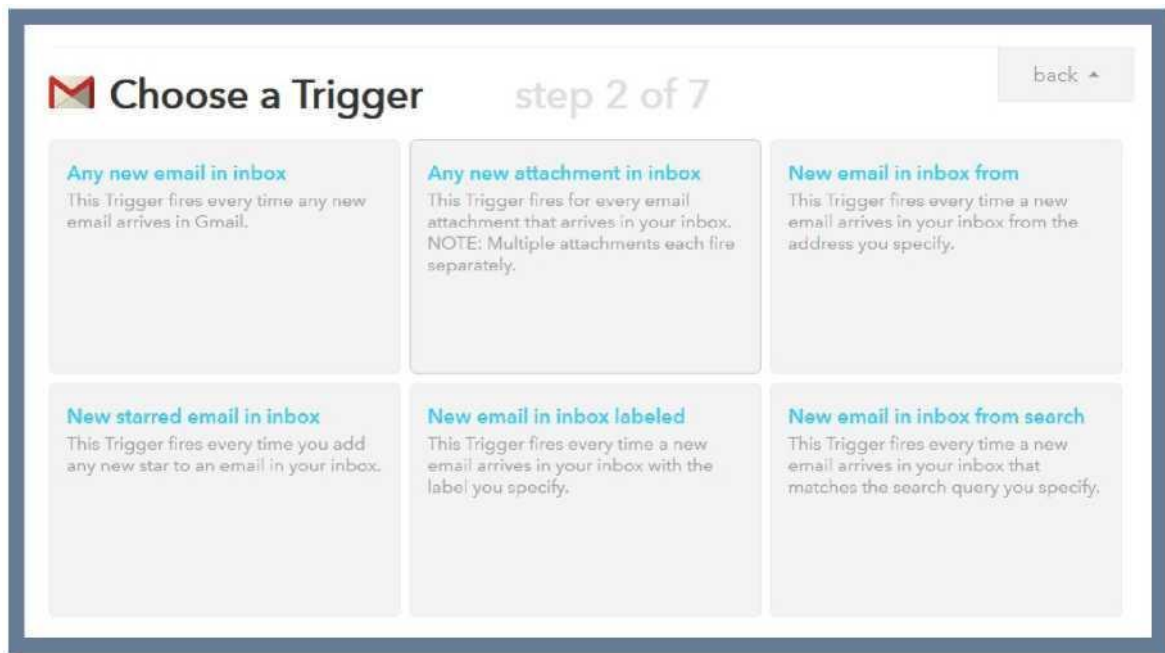 Choose a Trigger
step 2 of 7
back
Any new email in inbox
This Trigger fires every time any new
email arrives in Gmail.
Any new attachment in inbox
This Trigger fires for every email
attachment that arrives in your inbox.
NOTE: Multiple attachments each fire
separately.
New email in inbox from
This Trigger fires every time a new
email arrives in your inbox from the
address you specify.
New starred email in inbox
This Trigger fires every time you add
any new star to an email in your inbox.
New email in inbox labeled
This Trigger fires every time a new
email arrives in your inbox with the
label you specify.
New email in inbox from search
This Trigger fires every time a new
email arrives in your inbox that
matches the search query you specify.